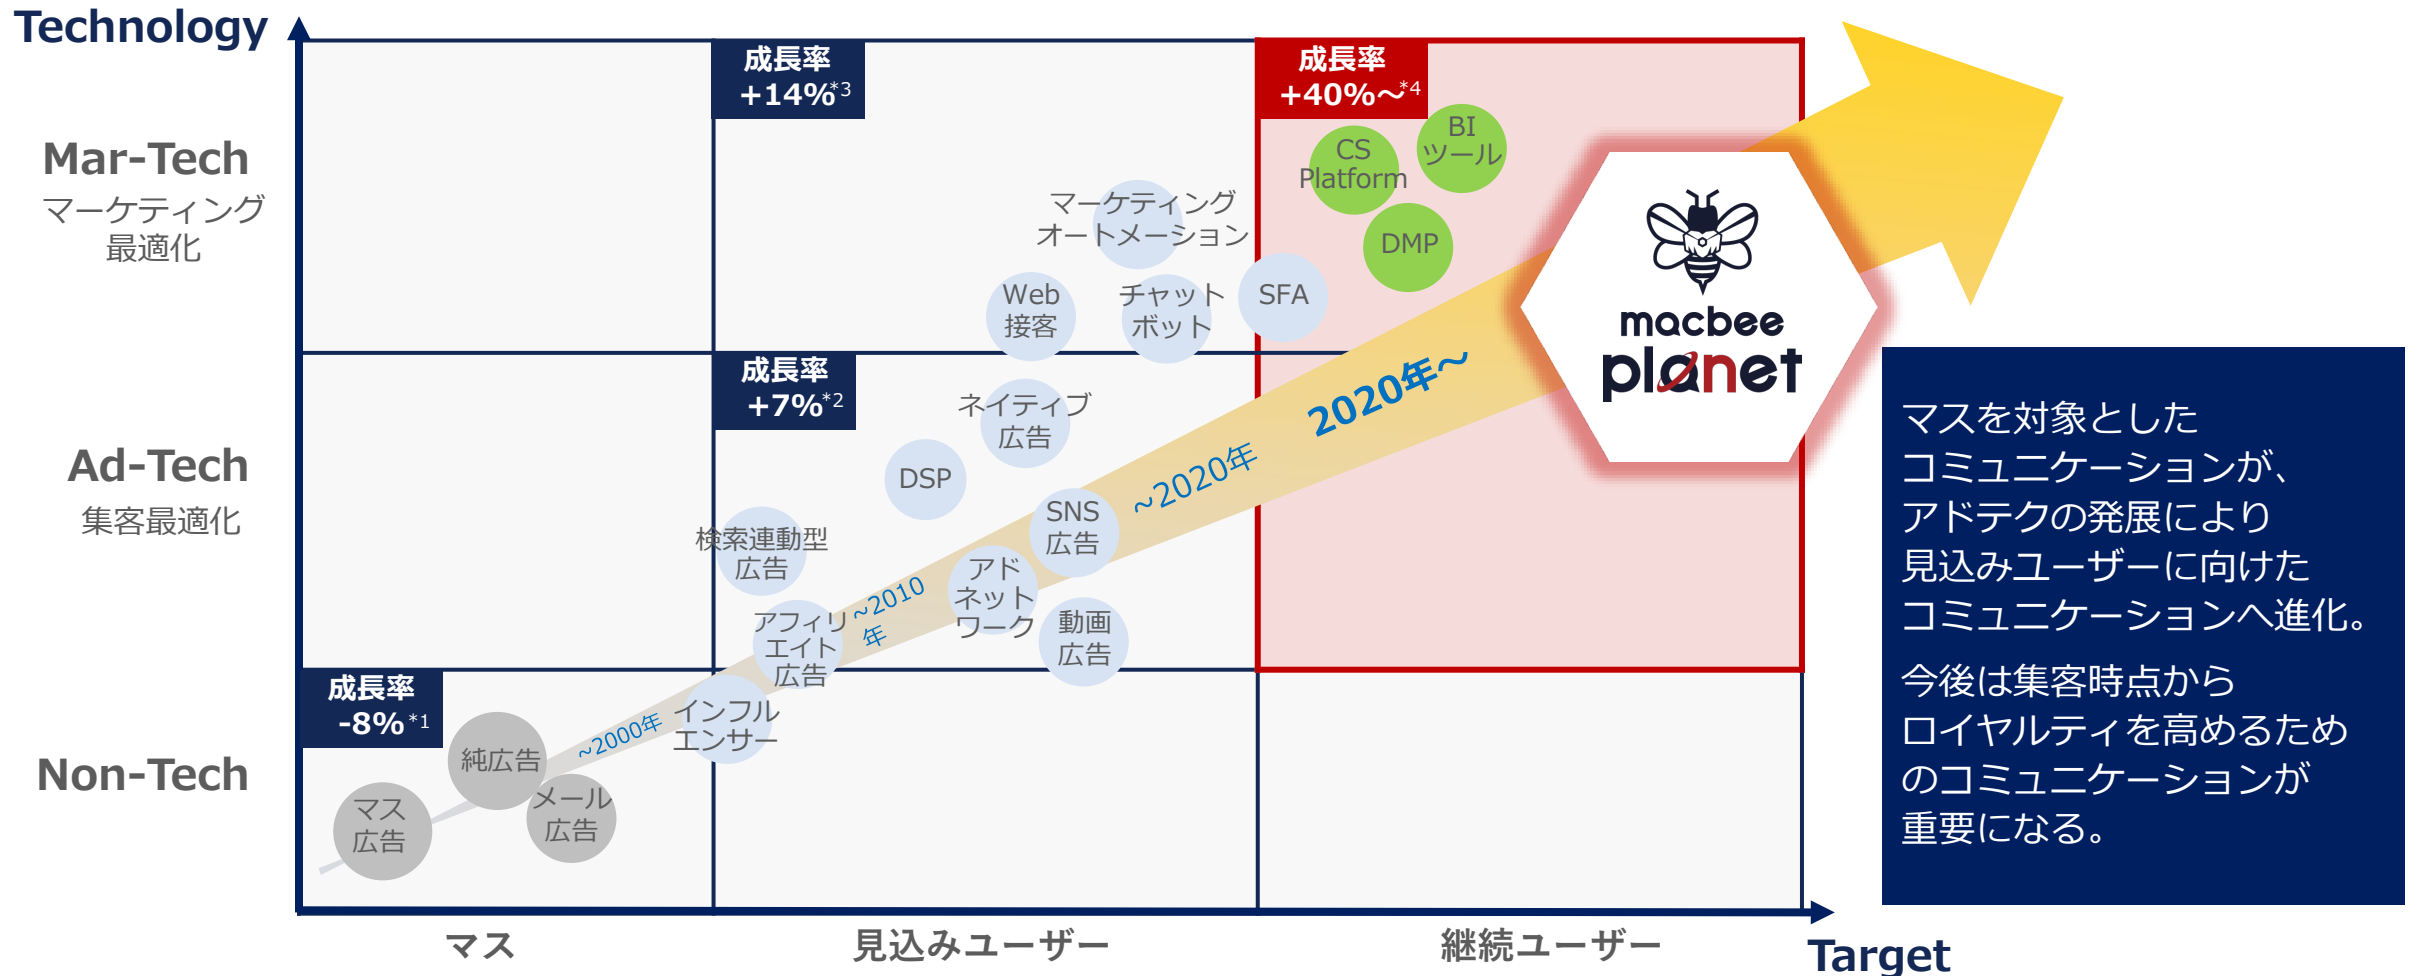 Technology
成長率
+14%*3
成長率
+40%～*4
Mar-Tech
マーケティング
最適化
CS
Platform
BI
ツール
DMP
マーケティング
オートメーション
Web
接客
チャット
ボット
SFA
macbee
planet
成長率
+7%*2
2020年～
ネイティブ
広告
Ad-Tech
集客最適化
DSP
~2020年
SNS
広告
検索連動型
広告
アド
ネット
ワーク
~2010
年
アフィリ
エイト
広告
動画
広告
成長率
-8%*1
~2000年
インフル
エンサー
Non-Tech
純広告
マス
広告
メール
広告
マスを対象とした
コミュニケーションが、
アドテクの発展により
見込みユーザーに向けた
コミュニケーションへ進化。
今後は集客時点から
ロイヤルティを高めるため
のコミュニケーションが
重要になる。
マス
見込みユーザー
継続ユーザー
Target